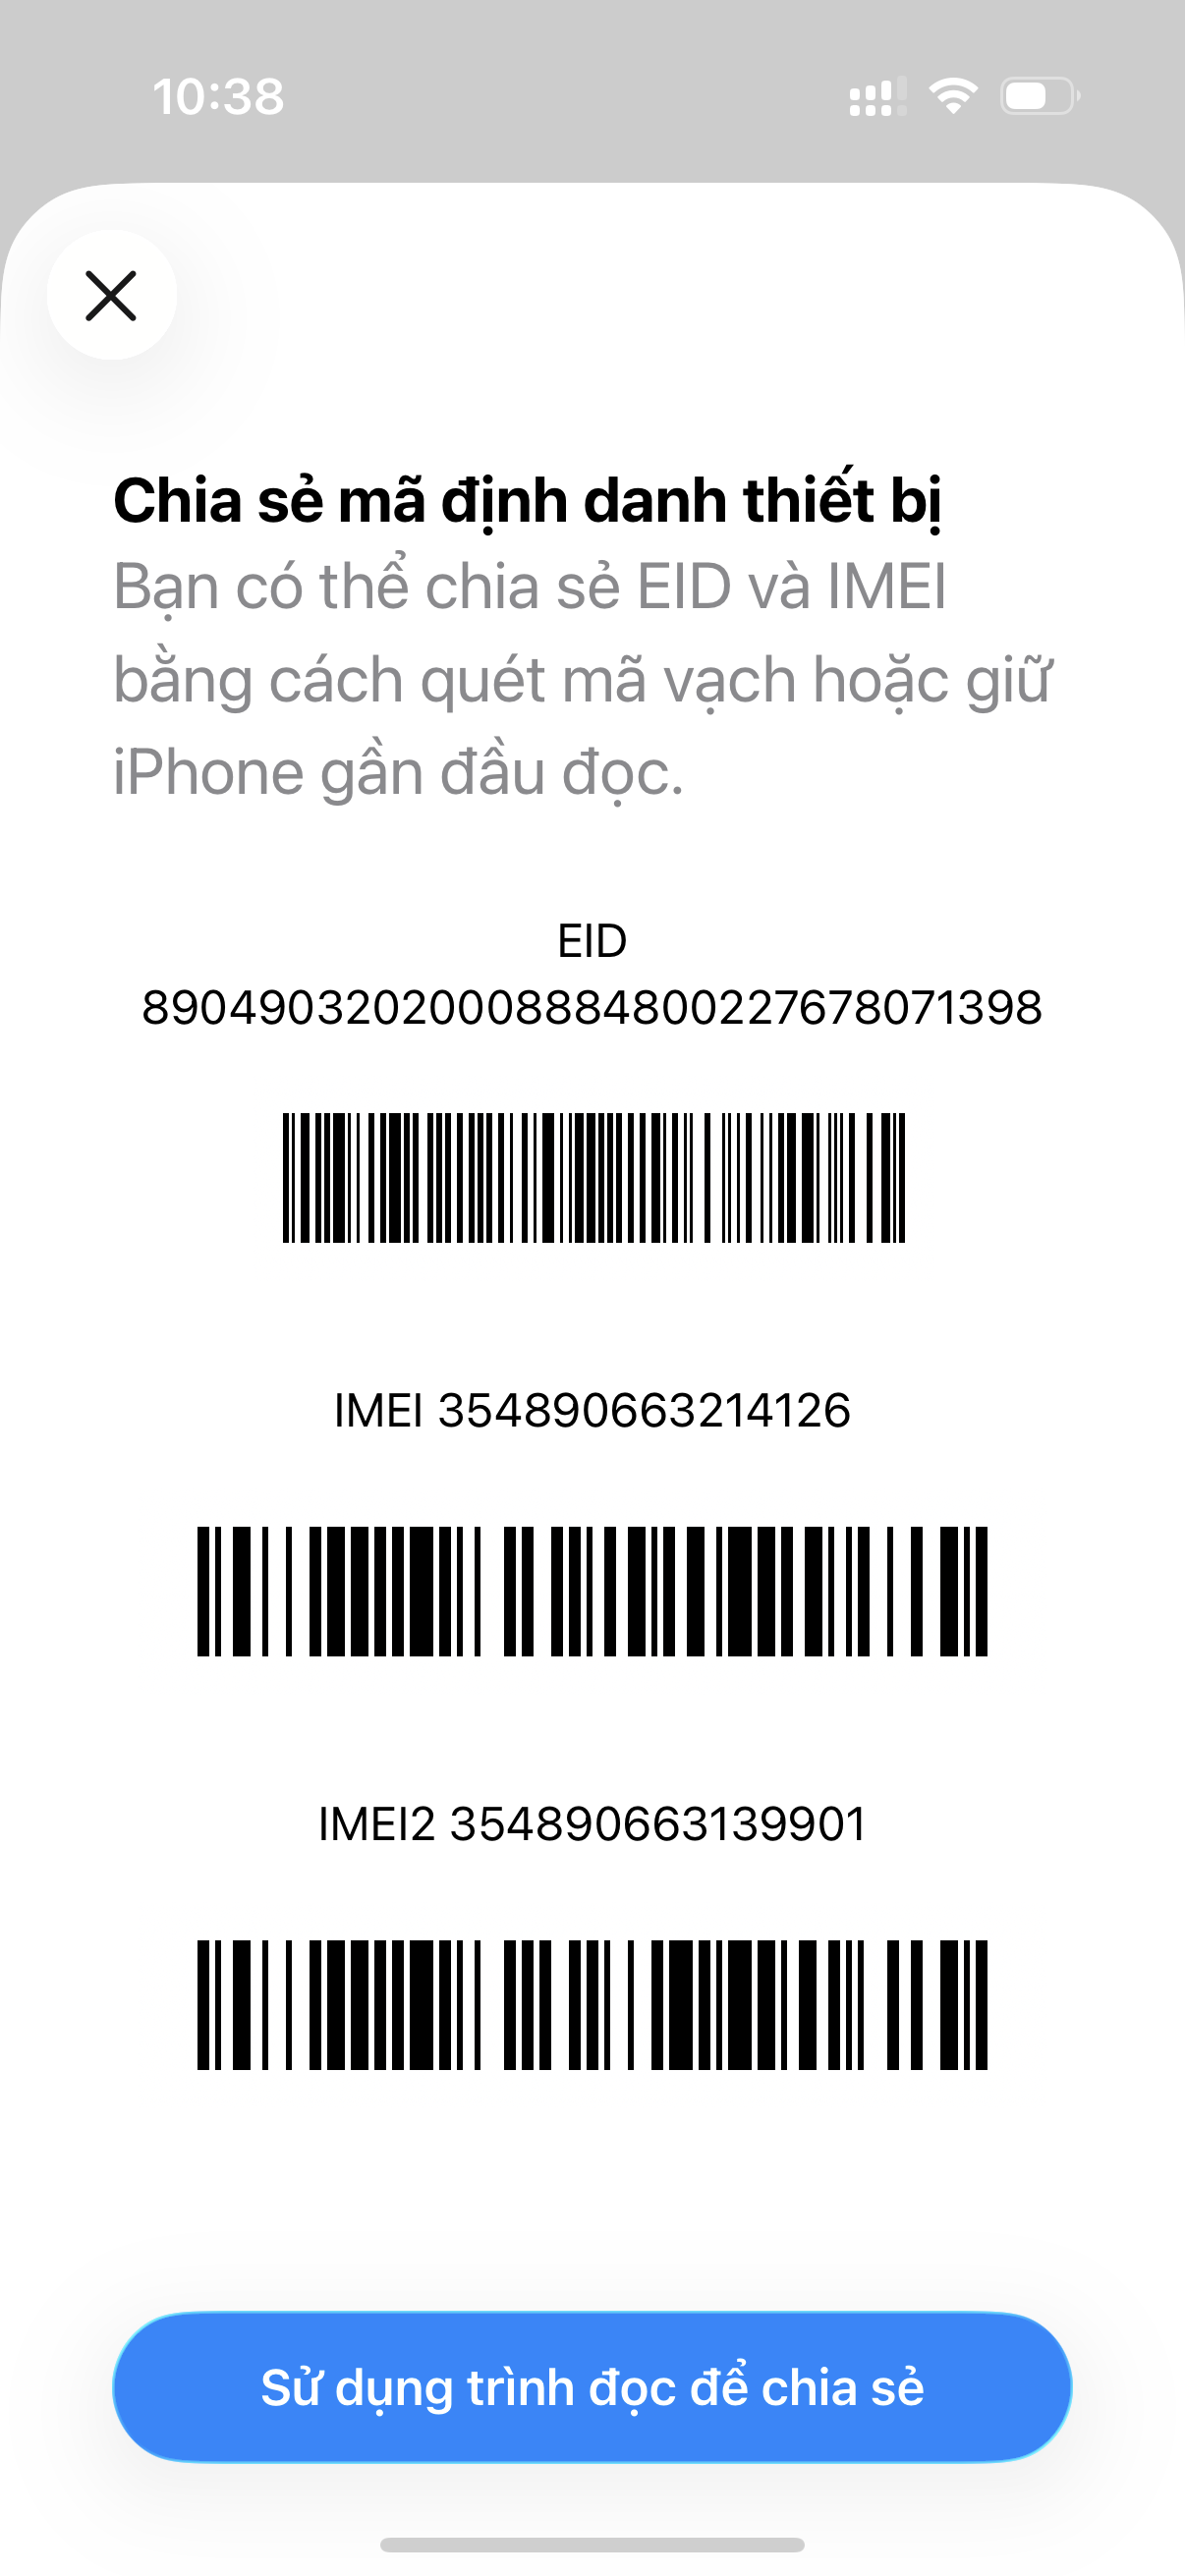 10:38
Chia sẻ mã định danh thiết bị
Bạn có thể chia sẻ EID và IMEI
bằng cách quét mã vạch hoặc giữ
iPhone gần đầu đọc.
EID
89049032020008884800227678071398
IMEI 354890663214126
IMEI2 354890663139901
Sử dụng trình đọc để chia sẻ